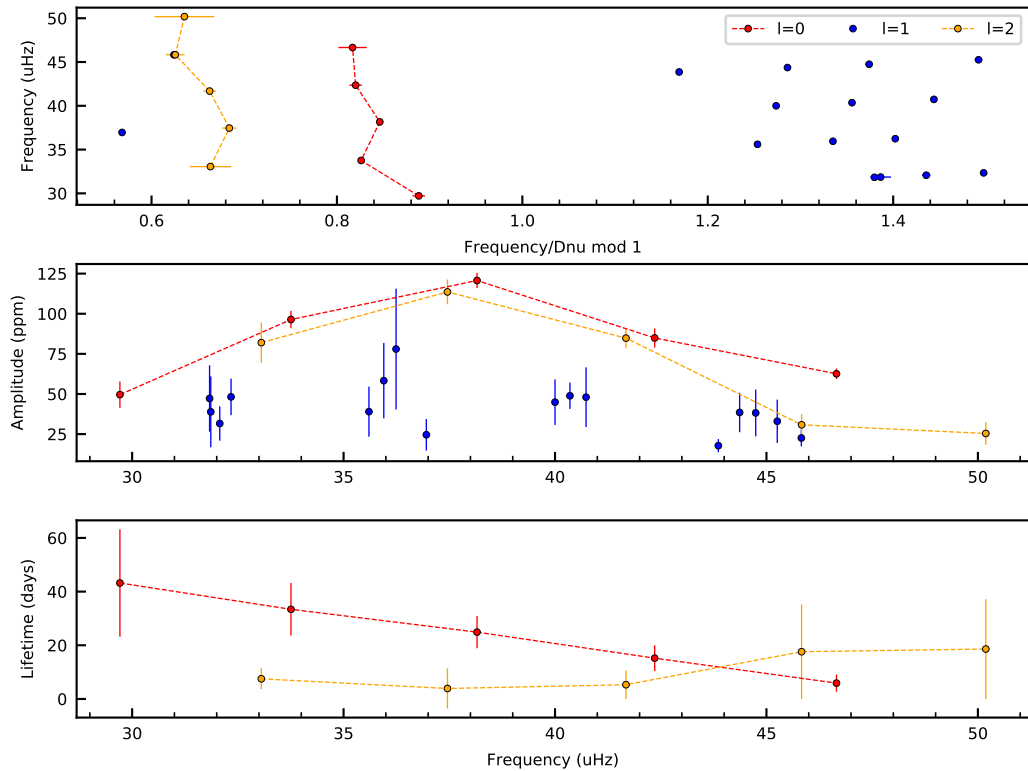 50
45
40
35
30
Frequency (uHz)
l=0 l=1 l=2
0.6 0.8 1.0 1.2 1.4
Frequency/Dnu mod 1
125
100
75
50
25
Amplitude (ppm)
30 35 40 45 50
60
40
20
0
Lifetime (days)
30 35 40 45 50
Frequency (uHz)